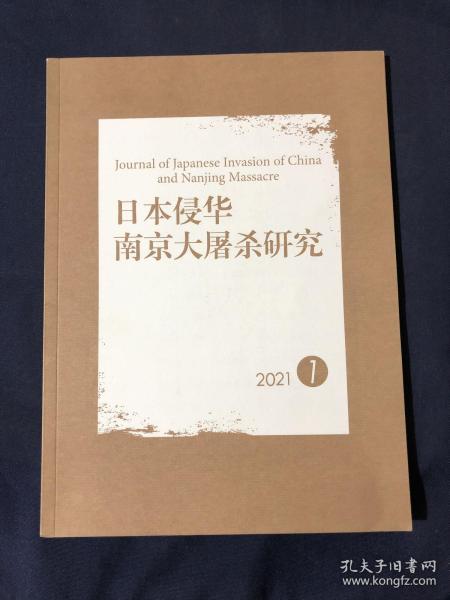 Journal of Japanese Invasion of China
and Nanjing Massacre
日本侵华
南京大屠杀研究
2021 1
孔夫子旧书网
www.kongfz.com